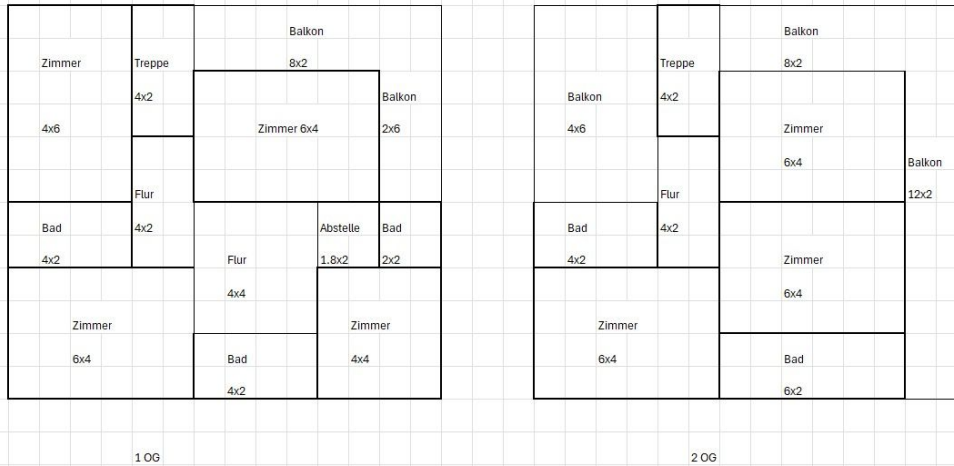 Balkon
8x2
Zimmer
4x6
Treppe
4x2
Balkon
2x6
Zimmer 6x4
Flur
4x2
Bad
4x2
Flur
4x4
Abstelle
1.8x2
Bad
2x2
Zimmer
6x4
Bad
4x2
Zimmer
4x4
1 OG
Balkon
8x2
Treppe
4x2
Balkon
4x6
Zimmer
6x4
Balkon
12x2
Flur
4x2
Bad
4x2
Zimmer
6x4
Zimmer
6x4
Bad
6x2
2 OG